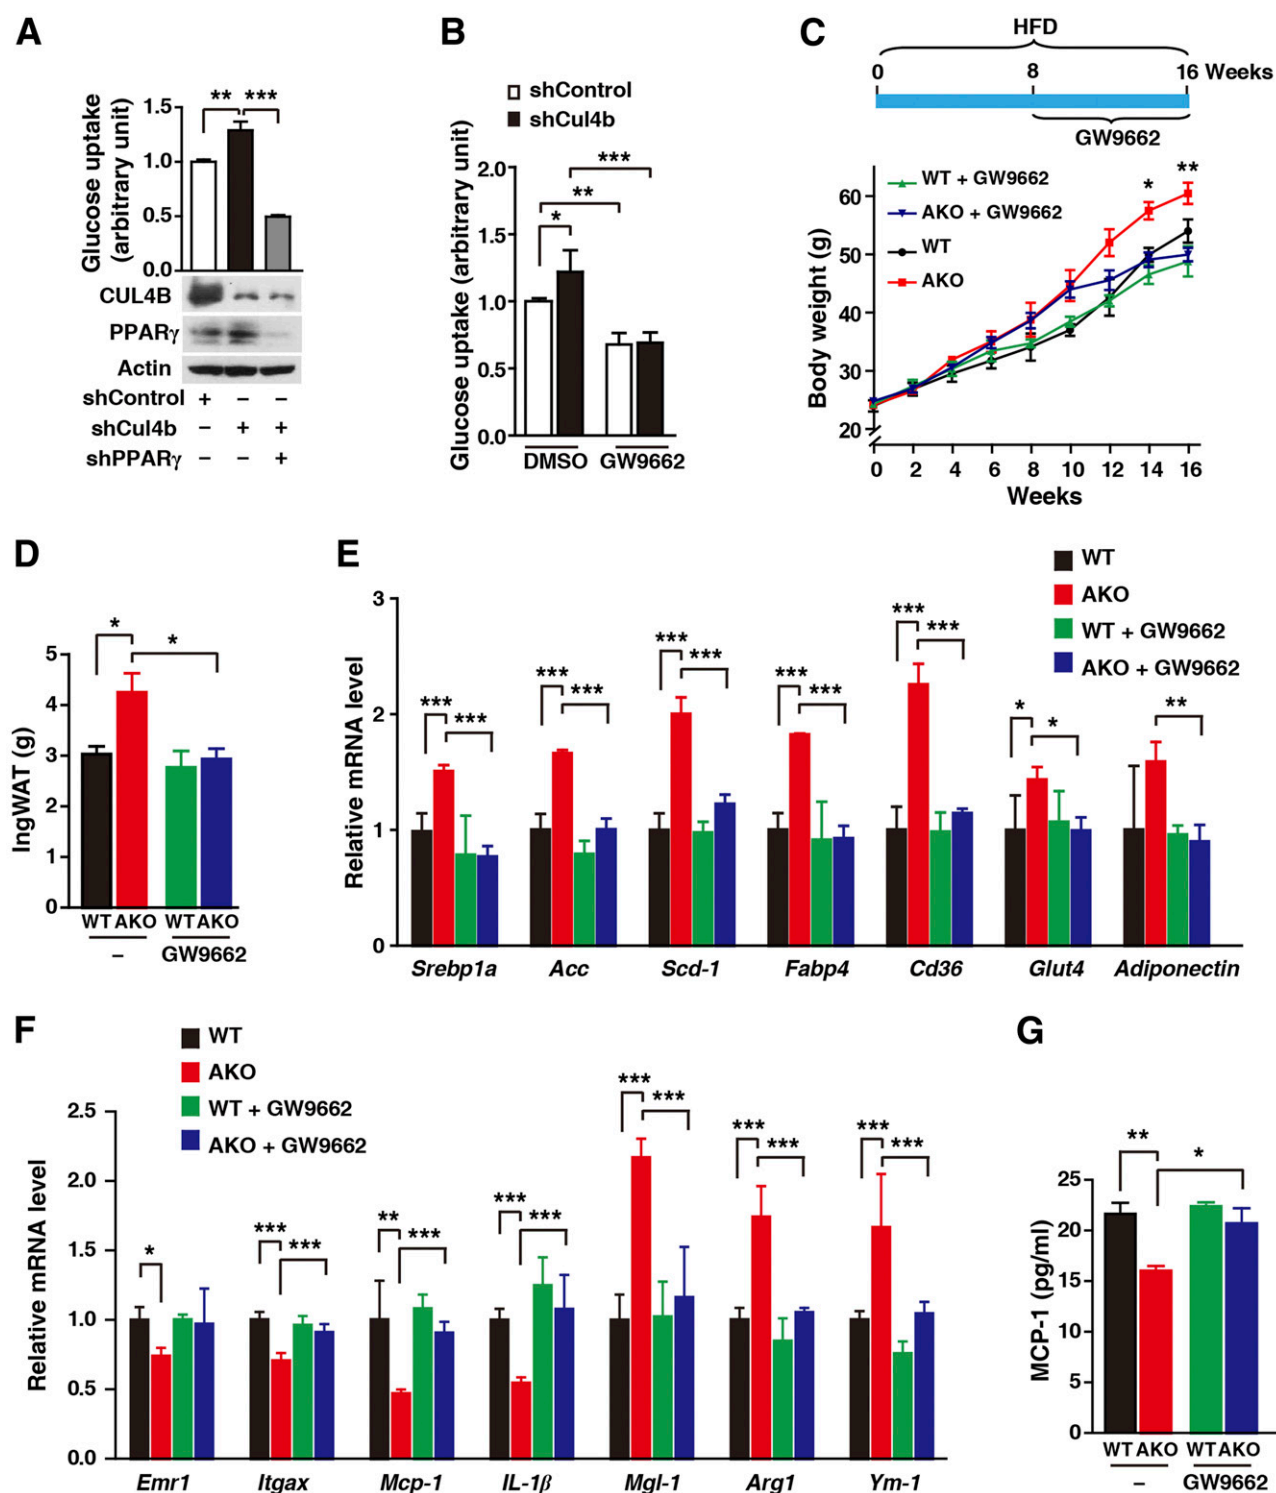 A
** ***
Glucose uptake
(arbitrary unit)
1.5
1.0
0.5
0.0
CUL4B
PPARγ
Actin
shControl + – –
shCul4b – + +
shPPARγ – – +
B
shControl
shCul4b
Glucose uptake (arbitrary unit)
2.0
1.5
1.0
0.5
0.0
***
**
*
DMSO GW9662
C
HFD
0 8 16 Weeks
GW9662
WT + GW9662
AKO + GW9662
WT
AKO
* **
Body weight (g)
60
50
40
30
20
0 2 4 6 8 10 12 14 16
Weeks
D
* *
IngWAT (g)
5
4
3
2
1
0
WT AKO WT AKO
– GW9662
E
WT
AKO
WT + GW9662
AKO + GW9662
Relative mRNA level
3
2
1
0
*** *** *** *** *** *** *** *** *** *** * * **
Srebp1a Acc Scd-1 Fabp4 Cd36 Glut4 Adiponectin
F
WT
AKO
WT + GW9662
AKO + GW9662
Relative mRNA level
2.5
2.0
1.5
1.0
0.5
0.0
* *** *** ** *** *** *** *** *** *** *** *** ***
Emr1 Itgax Mcp-1 IL-1β Mgl-1 Arg1 Ym-1
G
** *
MCP-1 (pg/ml)
25
20
15
10
5
0
WT AKO WT AKO
– GW9662